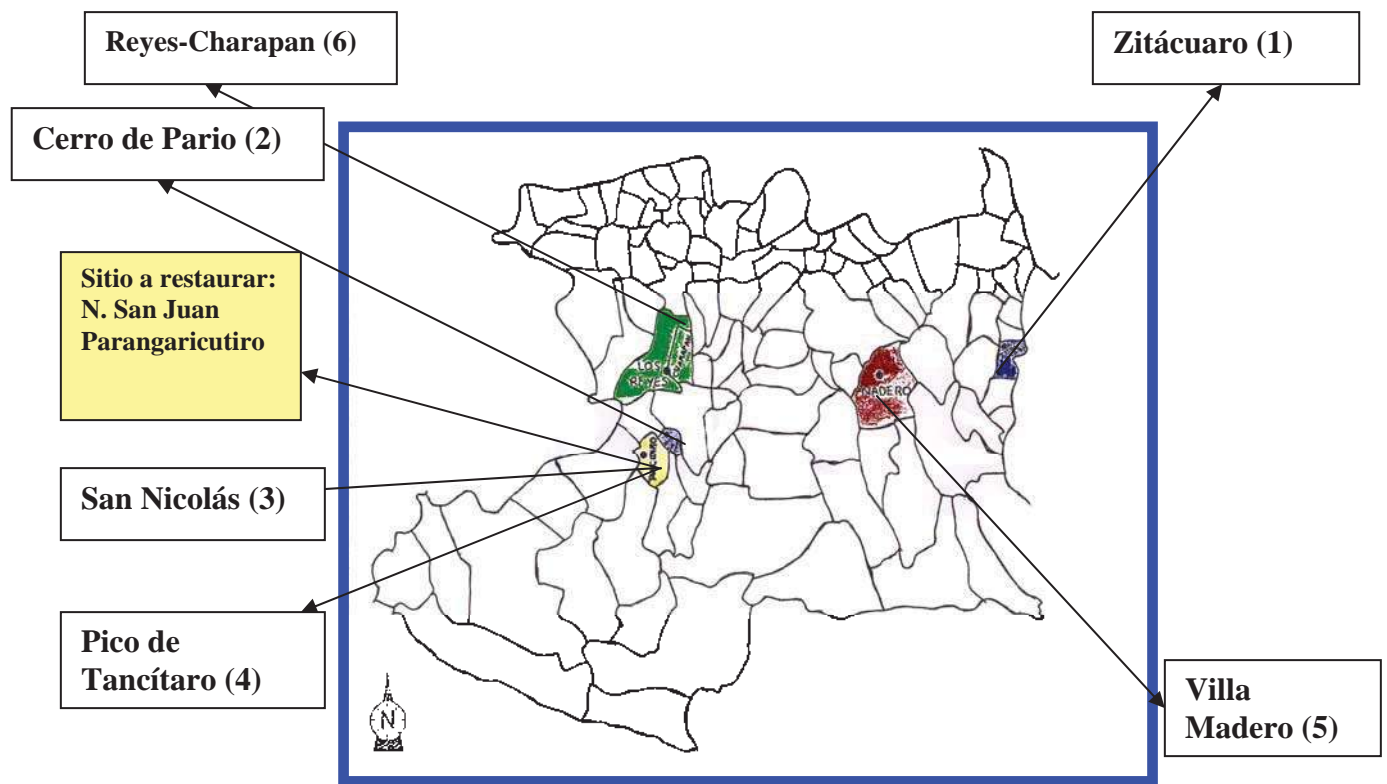 Reyes-Charapan (6)
Zitácuaro (1)
Cerro de Pario (2)
Sitio a restaurar:
N. San Juan
Parangaricutiro
San Nicolás (3)
Pico de
Tancítaro (4)
Villa
Madero (5)
LOS
REYES
CHARAPAN
MADERO
N